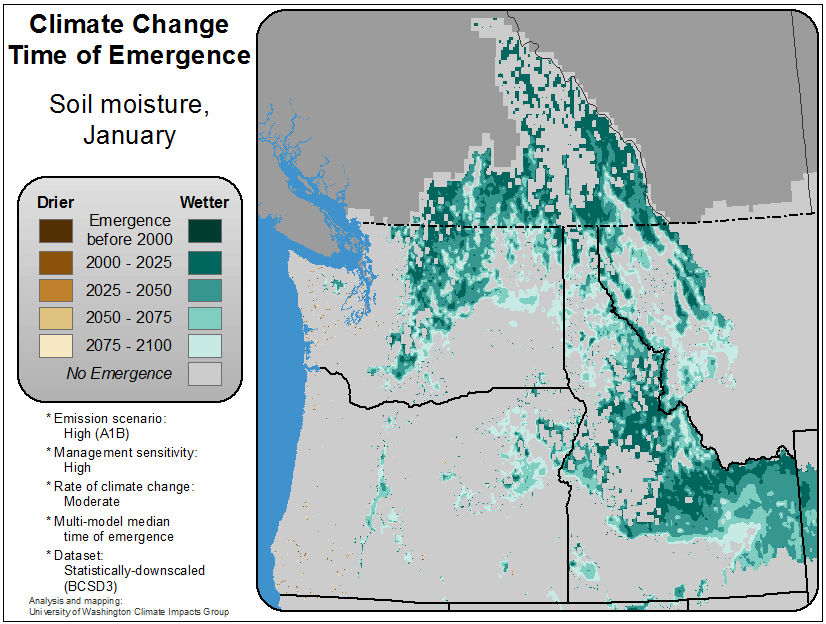 Climate Change
Time of Emergence
Soil moisture,
January
Drier
Wetter
Emergence
before 2000
2000 - 2025
2025 - 2050
2050 - 2075
2075 - 2100
No Emergence
* Emission scenario:
High (A1B)
* Management sensitivity:
High
* Rate of climate change:
Moderate
* Multi-model median
time of emergence
* Dataset:
Statistically-downscaled
(BCSD3)
Analysis and mapping:
University of Washington Climate Impacts Group